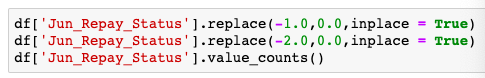 df['Jun_Repay_Status'].replace(-1.0,0.0,inplace = True)
df['Jun_Repay_Status'].replace(-2.0,0.0,inplace = True)
df['Jun_Repay_Status'].value_counts()